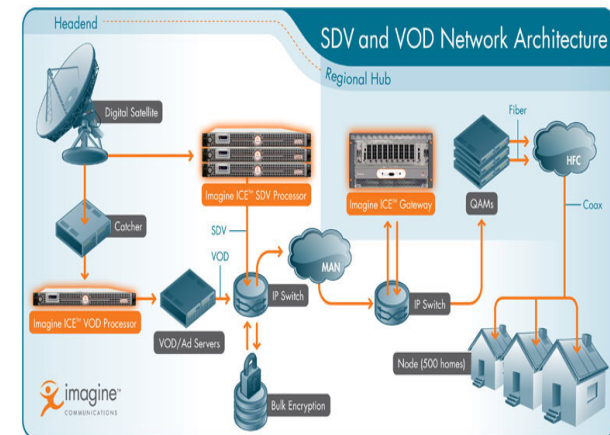 Headend
SDV and VOD Network Architecture
Regional Hub
Digital Satellite
Fiber
HFC
Imagine ICE™ SDV Processor
Imagine ICE™ Gateway
QAMs
Coax
Catcher
SDV
VOD
MAN
IP Switch
IP Switch
Imagine ICE™ VOD Processor
VOD/Ad Servers
Node (500 homes)
Bulk Encryption
imagine™
COMMUNICATIONS